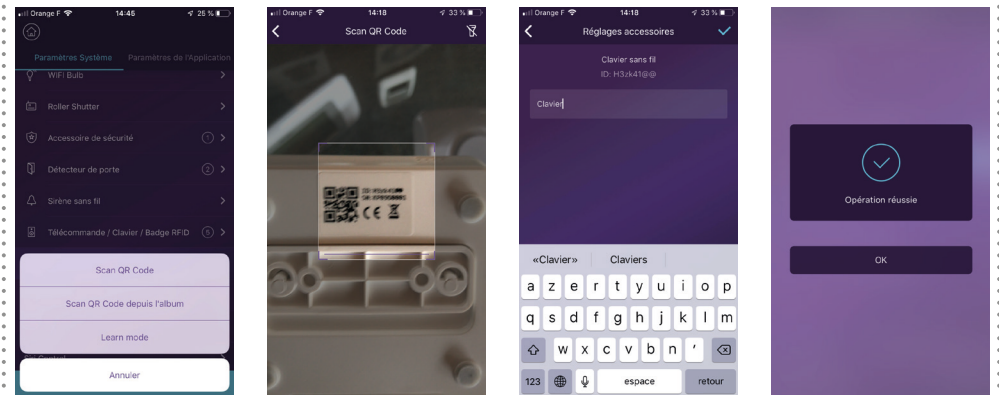 Orange F
14:45
25 %
Paramètres Système
Paramètres de l'Application
WIFI Bulb
Roller Shutter
Accessoire de sécurité
1
Détecteur de porte
2
Sirène sans fil
Télécommande / Clavier / Badge RFID
Scan QR Code
Scan QR Code depuis l'album
Learn mode
Annuler
Orange F
14:18
33 %
Scan QR Code
CE
Orange F
14:18
33 %
Réglages accessoires
Clavier sans fil
ID: H3zk41@@
Clavier
«Clavier»
Claviers
a z e r t y u i o p
q s d f g h j k l m
w x c v b n '
123
espace
retour
Opération réussie
OK